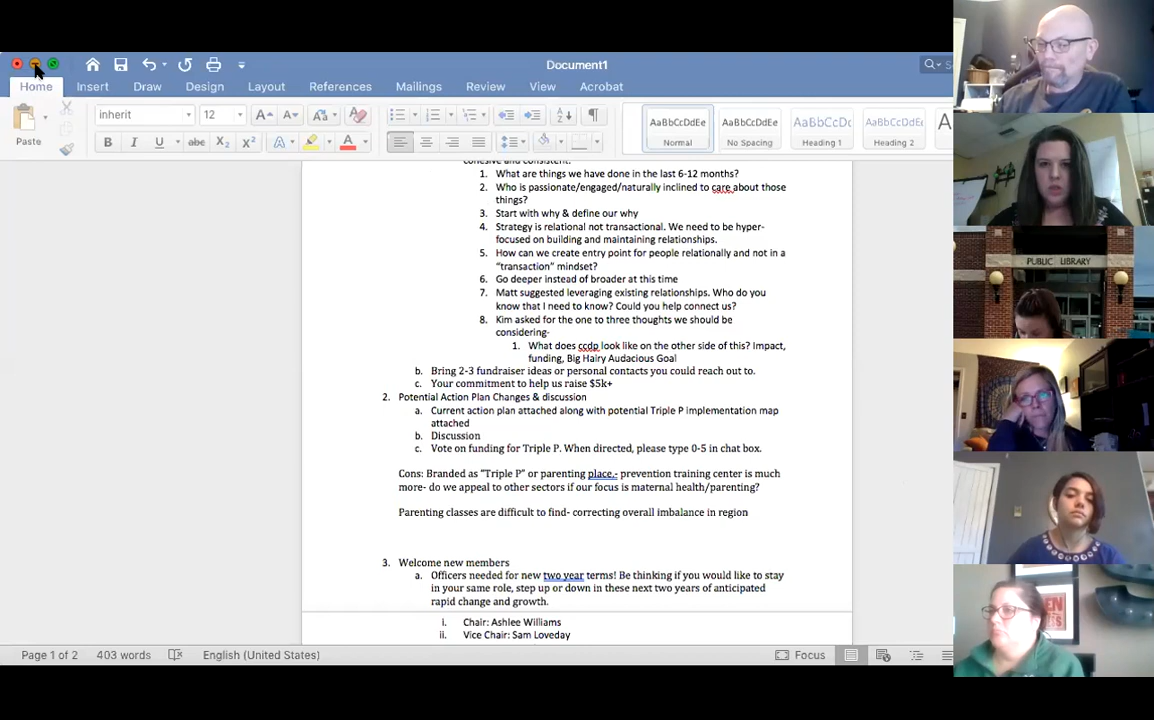 Document1
Home Insert Draw Design Layout References Mailings Review View Acrobat
Paste
inherit 12
AaBbCcDdEe AaBbCcDdEe AaBbCcDdEe AaBbCcDdEe
Normal No Spacing Heading 1 Heading 2
cohesive and consistent.
1. What are things we have done in the last 6-12 months?
2. Who is passionate/engaged/naturally inclined to care about those
things?
3. Start with why & define our why
4. Strategy is relational not transactional. We need to be hyper-
focused on building and maintaining relationships.
5. How can we create entry point for people relationally and not in a
"transaction" mindset?
6. Go deeper instead of broader at this time
7. Matt suggested leveraging existing relationships. Who do you
know that I need to know? Could you help connect us?
8. Kim asked for the one to three thoughts we should be
considering-
1. What does ccdp look like on the other side of this? Impact,
funding, Big Hairy Audacious Goal
b. Bring 2-3 fundraiser ideas or personal contacts you could reach out to.
c. Your commitment to help us raise $5k+
2. Potential Action Plan Changes & discussion
a. Current action plan attached along with potential Triple P implementation map
attached
b. Discussion
c. Vote on funding for Triple P. When directed, please type 0-5 in chat box.
Cons: Branded as "Triple P" or parenting place.- prevention training center is much
more- do we appeal to other sectors if our focus is maternal health/parenting?
Parenting classes are difficult to find- correcting overall imbalance in region
3. Welcome new members
a. Officers needed for new two year terms! Be thinking if you would like to stay
in your same role, step up or down in these next two years of anticipated
rapid change and growth.
i. Chair: Ashlee Williams
ii. Vice Chair: Sam Loveday
Page 1 of 2 403 words English (United States) Focus
PUBLIC LIBRARY